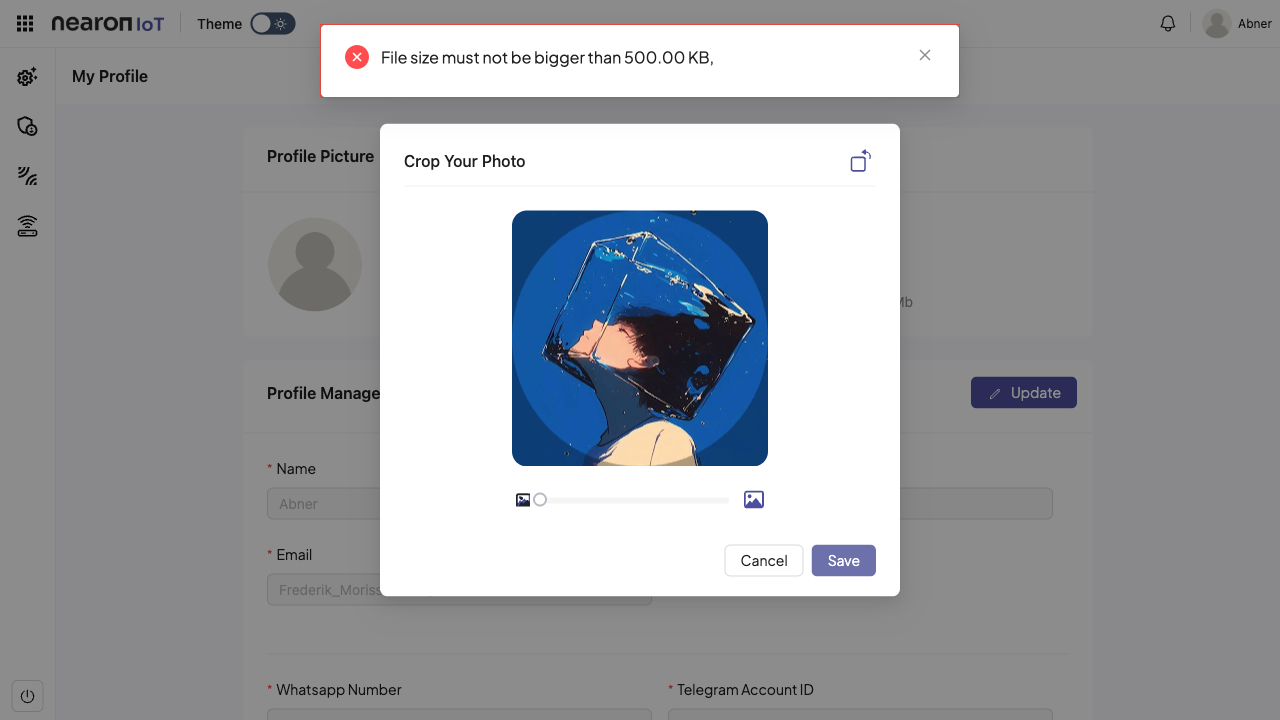 nearon IoT
Theme
Abner
File size must not be bigger than 500.00 KB,
My Profile
Crop Your Photo
Profile Picture
Mb
Profile Manage
Update
* Name
Abner
* Email
Frederik_Moriss
Cancel
Save
* Whatsapp Number
* Telegram Account ID